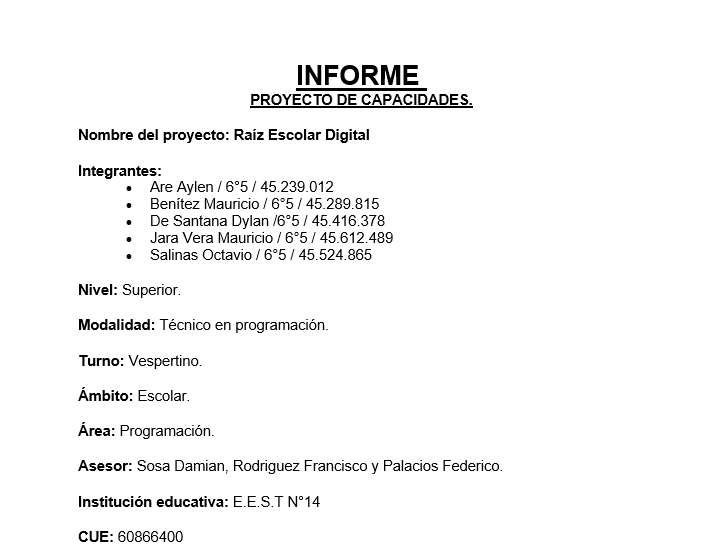 INFORME
PROYECTO DE CAPACIDADES.
Nombre del proyecto: Raíz Escolar Digital
Integrantes:
• Are Aylen / 6°5 / 45.239.012
• Benítez Mauricio / 6°5 / 45.289.815
• De Santana Dylan /6°5 / 45.416.378
• Jara Vera Mauricio / 6°5 / 45.612.489
• Salinas Octavio / 6°5 / 45.524.865
Nivel: Superior.
Modalidad: Técnico en programación.
Turno: Vespertino.
Ámbito: Escolar.
Área: Programación.
Asesor: Sosa Damian, Rodriguez Francisco y Palacios Federico.
Institución educativa: E.E.S.T N°14
CUE: 60866400